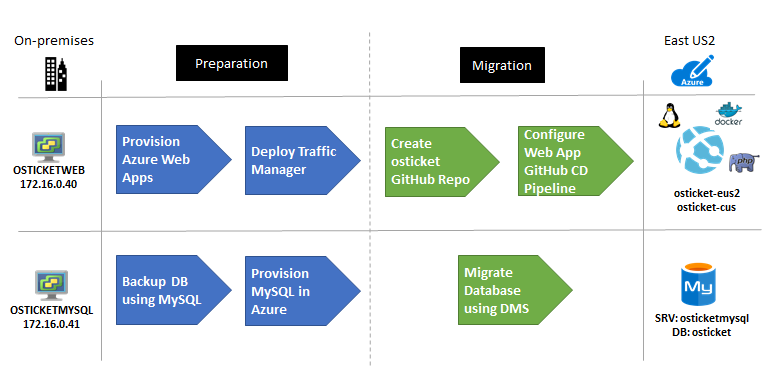 On-premises
Preparation
Migration
East US2
Azure
OSTICKETWEB
172.16.0.40
Provision
Azure Web
Apps
Deploy Traffic
Manager
Create
osticket
GitHub Repo
Configure
Web App
GitHub CD
Pipeline
docker
php
osticket-eus2
osticket-cus
OSTICKETMYSQL
172.16.0.41
Backup DB
using MySQL
Provision
MySQL in
Azure
Migrate
Database
using DMS
My
SRV: osticketmysql
DB: osticket